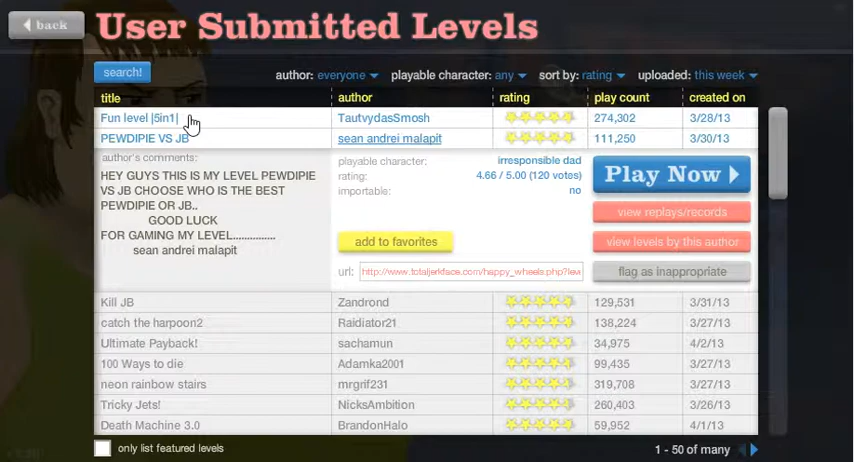 back
User Submitted Levels
search!
author: everyone
playable character: any
sort by: rating
uploaded: this week
title author rating play count created on
Fun level |5in1| TautvydasSmosh 274,302 3/28/13
PEWDIPIE VS JB sean andrei malapit 111,250 3/30/13
author's comments:
HEY GUYS THIS IS MY LEVEL PEWDIPIE
VS JB CHOOSE WHO IS THE BEST
PEWDIPIE OR JB..
GOOD LUCK
FOR GAMING MY LEVEL...............
sean andrei malapit
playable character: irresponsible dad
rating: 4.66 / 5.00 (120 votes)
importable: no
add to favorites
url: http://www.totaljerkface.com/happy_wheels.php?lev
Play Now
view replays/records
view levels by this author
flag as inappropriate
Kill JB Zandrond 129,531 3/31/13
catch the harpoon2 Raidiator21 138,224 3/27/13
Ultimate Payback! sachamun 34,975 4/2/13
100 Ways to die Adamka2001 99,435 3/27/13
neon rainbow stairs mrgrif231 319,708 3/27/13
Tricky Jets! NicksAmbition 260,403 3/26/13
Death Machine 3.0 BrandonHalo 59,952 4/1/13
only list featured levels
1 - 50 of many